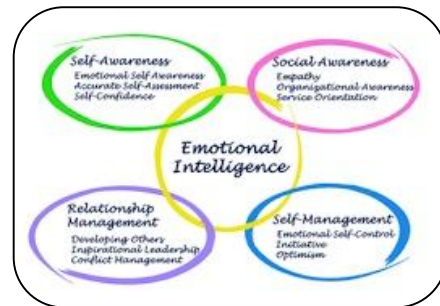 Self-Awareness
Emotional Self Awareness
Accurate Self-Assessment
Self-Confidence
Social Awareness
Empathy
Organizational Awareness
Service Orientation
Emotional
Intelligence
Relationship
Management
Developing Others
Inspirational Leadership
Conflict Management
Self-Management
Emotional Self-Control
Initiative
Optimism